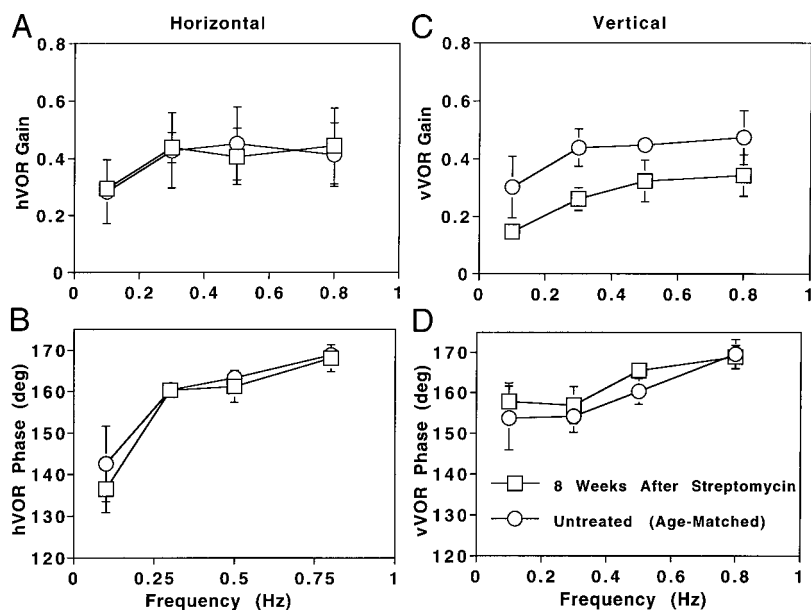 A
Horizontal
0.8
0.6
0.4
0.2
0
hVOR Gain
0 0.2 0.4 0.6 0.8 1
C
Vertical
0.8
0.6
0.4
0.2
0
vVOR Gain
0 0.2 0.4 0.6 0.8 1
B
170
160
150
140
130
120
hVOR Phase (deg)
0 0.25 0.5 0.75 1
Frequency (Hz)
D
170
160
150
140
130
120
vVOR Phase (deg)
8 Weeks After Streptomycin
Untreated (Age-Matched)
0 0.2 0.4 0.6 0.8 1
Frequency (Hz)